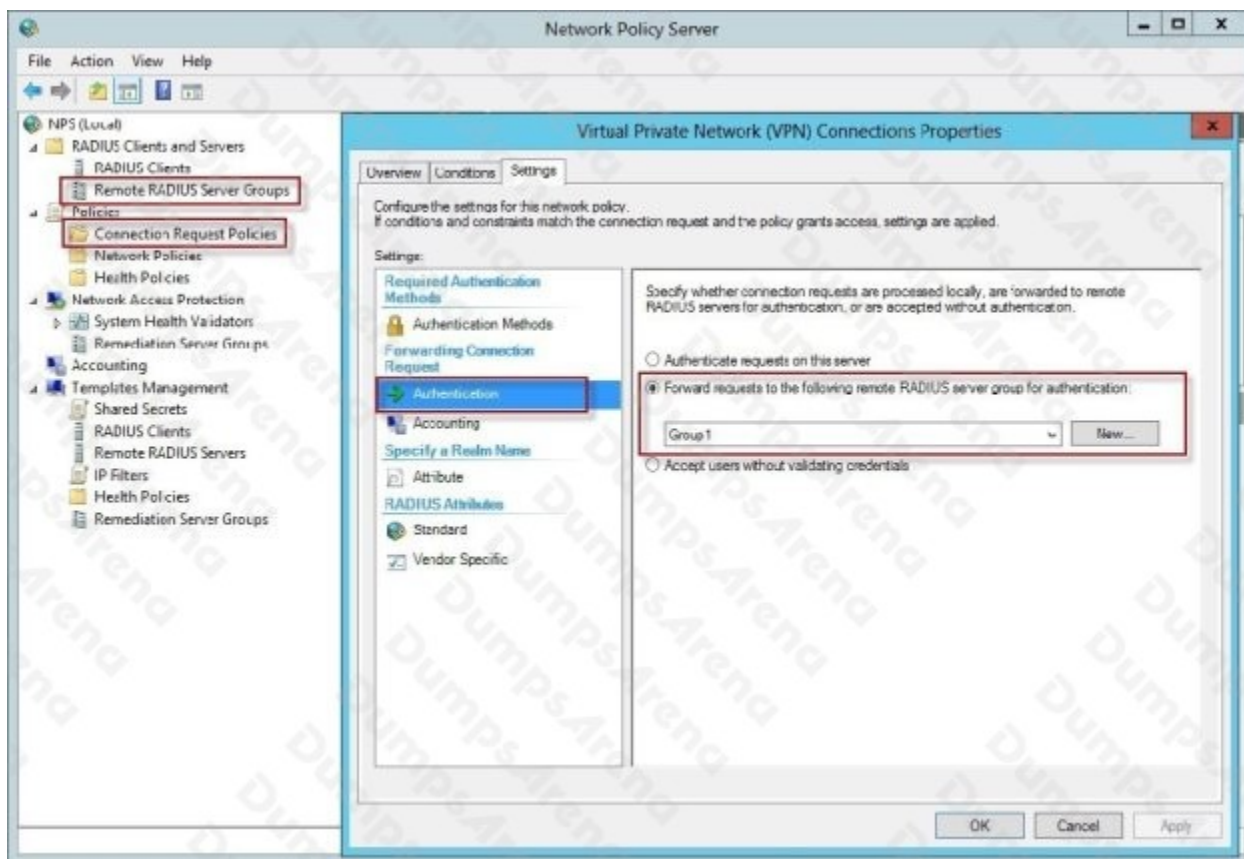 Network Policy Server
File Action View Help
NPS (Local)
RADIUS Clients and Servers
RADIUS Clients
Remote RADIUS Server Groups
Policies
Connection Request Policies
Network Policies
Health Policies
Network Access Protection
System Health Validators
Remediation Server Groups
Accounting
Templates Management
Shared Secrets
RADIUS Clients
Remote RADIUS Servers
IP Filters
Health Policies
Remediation Server Groups
Virtual Private Network (VPN) Connections Properties
Overview Conditions Settings
Configure the settings for this network policy.
If conditions and constraints match the connection request and the policy grants access, settings are applied.
Settings:
Required Authentication
Methods
Authentication Methods
Forwarding Connection
Request
Authentication
Accounting
Specify a Realm Name
Attribute
RADIUS Attributes
Standard
Vendor Specific
Specify whether connection requests are processed locally, are forwarded to remote
RADIUS servers for authentication, or are accepted without authentication.
Authenticate requests on this server
Forward requests to the following remote RADIUS server group for authentication:
Group1 New...
Accept users without validating credentials
OK Cancel Apply
DumpsArena